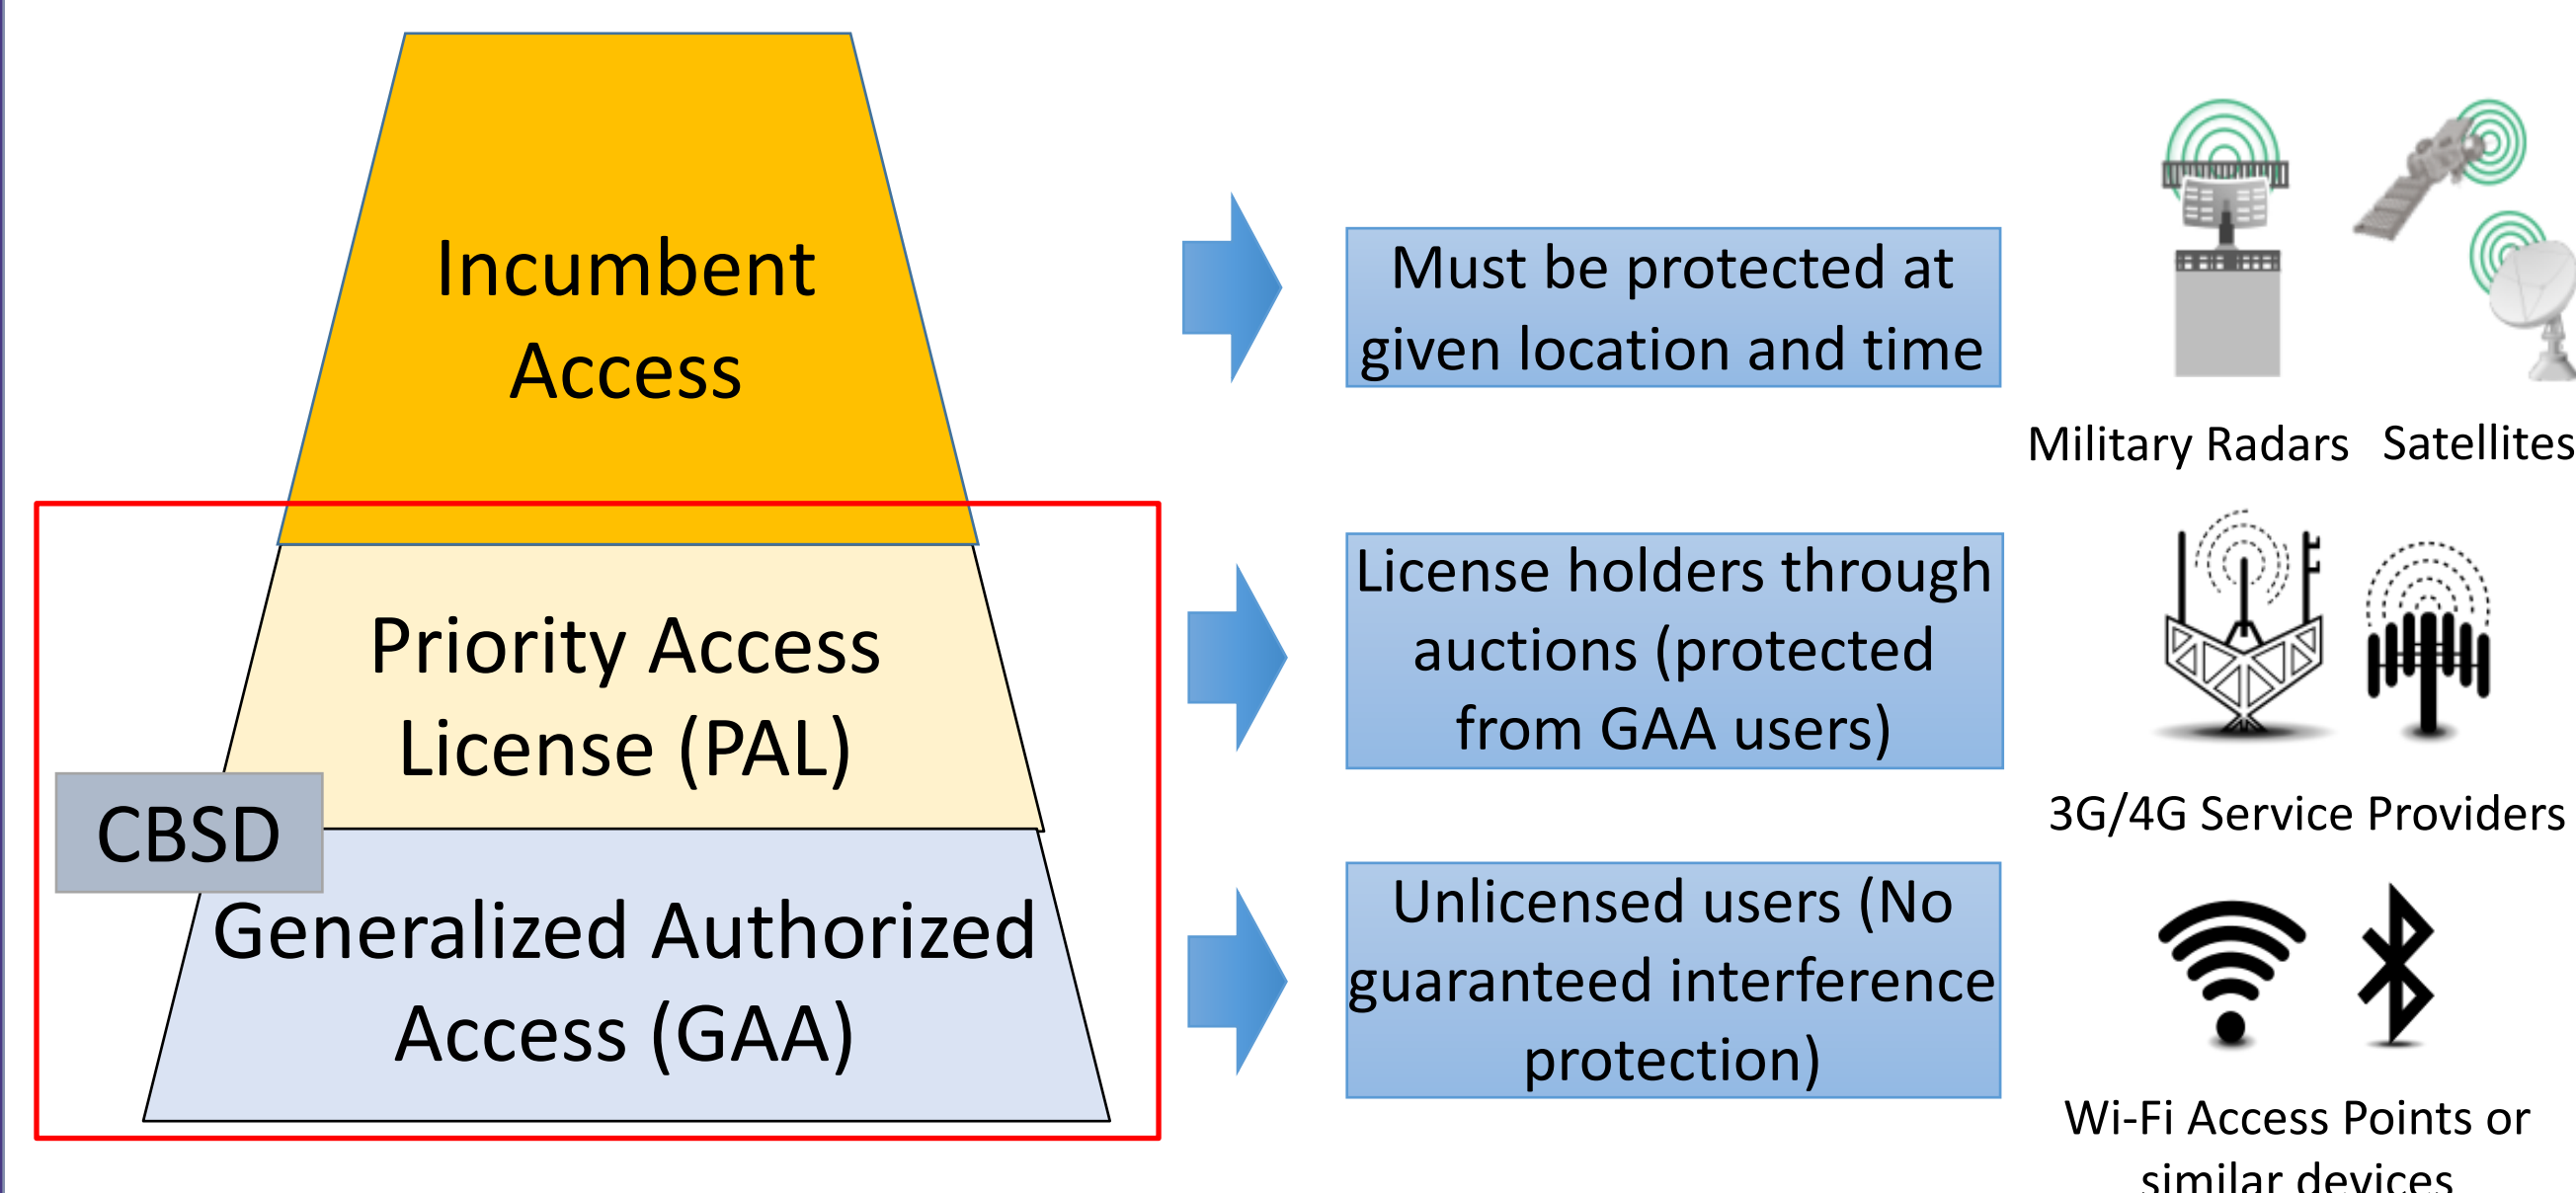 Incumbent
Access
Must be protected at
given location and time
Military Radars
Satellites
Priority Access
License (PAL)
License holders through
auctions (protected
from GAA users)
3G/4G Service Providers
CBSD
Generalized Authorized
Access (GAA)
Unlicensed users (No
guaranteed interference
protection)
Wi-Fi Access Points or
similar devices